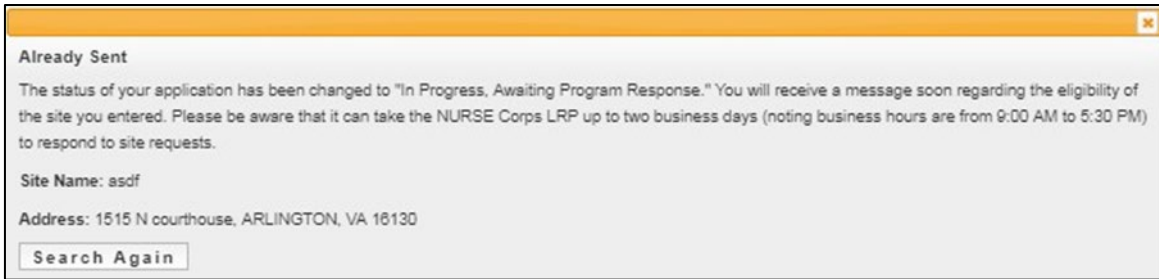 Already Sent
The status of your application has been changed to "In Progress, Awaiting Program Response." You will receive a message soon regarding the eligibility of
the site you entered. Please be aware that it can take the NURSE Corps LRP up to two business days (noting business hours are from 9:00 AM to 5:30 PM)
to respond to site requests.
Site Name: asdf
Address: 1515 N courthouse, ARLINGTON, VA 16130
Search Again